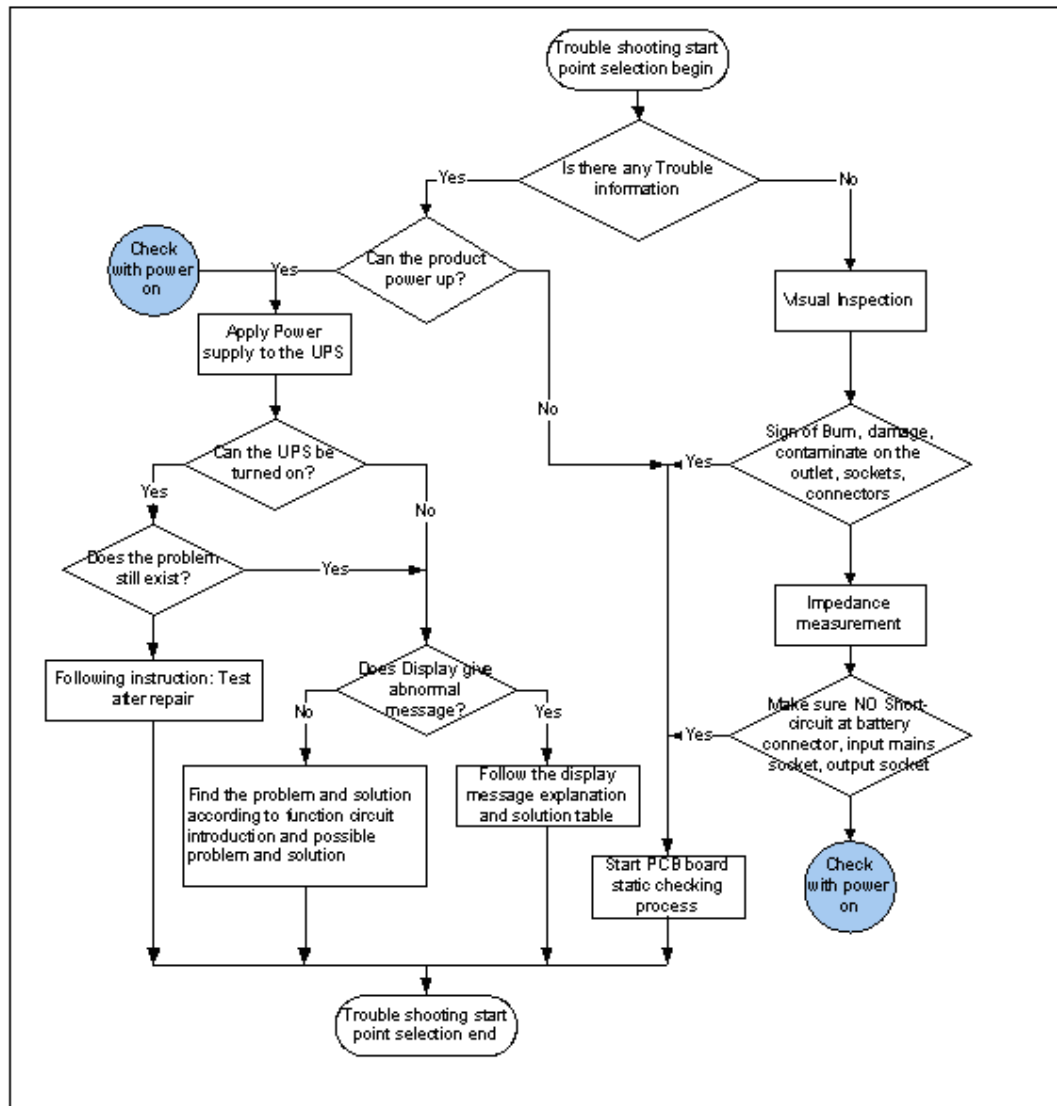 Trouble shooting start
point selection begin
Is there any Trouble
information
Yes
No
Can the product
power up?
Yes
No
Check
with power
on
Visual Inspection
Apply Power
supply to the UPS
Can the UPS be
turned on?
Yes
No
Sign of Burn, damage,
contaminate on the
outlet, sockets,
connectors
Yes
Does the problem
still exist?
Yes
Impedance
measurement
Following instruction: Test
after repair
Does Display give
abnormal
message?
No
Yes
Make sure NO Short-
circuit at battery
connector, input mains
socket, output socket
Yes
Find the problem and solution
according to function circuit
introduction and possible
problem and solution
Follow the display
message explanation
and solution table
Start PCB board
static checking
process
Check
with power
on
Trouble shooting start
point selection end